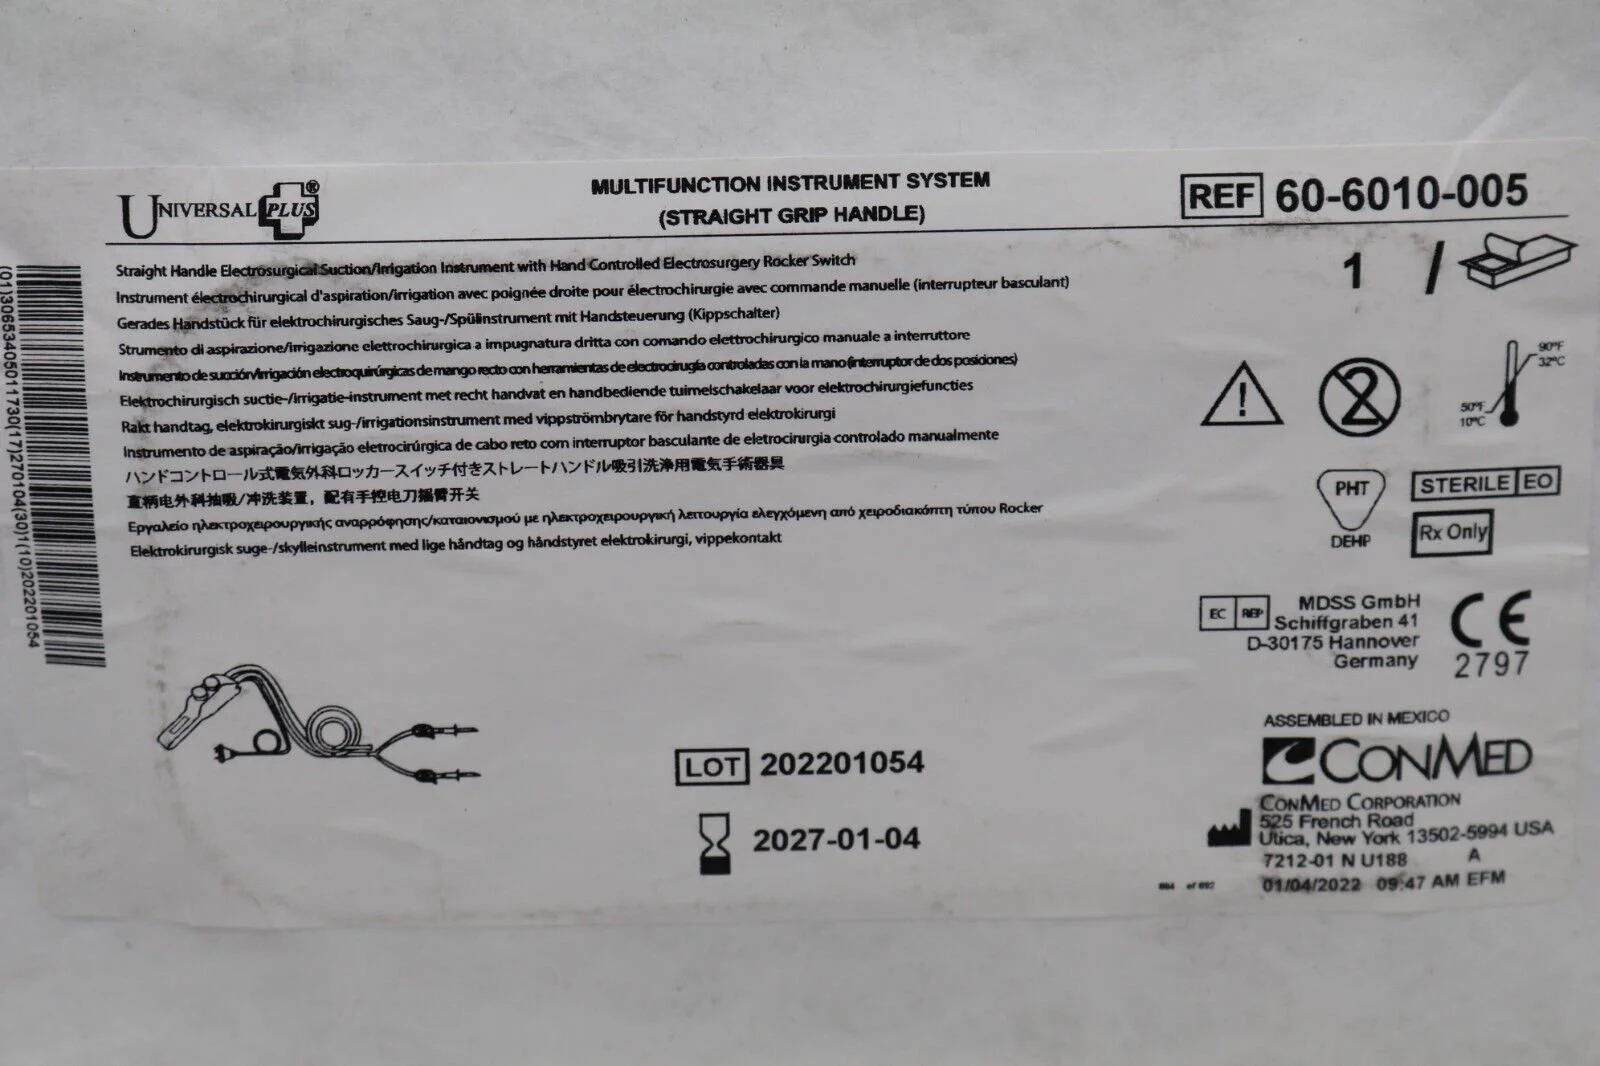 UNIVERSAL PLUS®
MULTIFUNCTION INSTRUMENT SYSTEM
(STRAIGHT GRIP HANDLE)
REF 60-6010-005
Straight Handle Electrosurgical Suction/Irrigation Instrument with Hand Controlled Electrosurgery Rocker Switch
Instrument électrochirurgical d'aspiration/irrigation avec poignée droite pour électrochirurgie avec commande manuelle (interrupteur basculant)
Gerades Handstück für elektrochirurgisches Saug-/Spülinstrument mit Handsteuerung (Kippschalter)
Strumento di aspirazione/irrigazione elettrochirurgica a impugnatura dritta con comando elettrochirurgico manuale a interruttore
Instrumento de succión/irrigación electroquirúrgicas de mango recto con herramientas de electrocirugía controladas con la mano (interruptor de dos posiciones)
Elektrochirurgisch suctie-/irrigatie-instrument met recht handvat en handbediende tuimelschakelaar voor elektrochirurgiefuncties
Rakt handtag, elektrokirurgiskt sug-/irrigationsinstrument med vippströmbrytare för handstyrd elektrokirurgi
Instrumento de aspiração/irrigação eletrocirúrgica de cabo reto com interruptor basculante de eletrocirurgia controlado manualmente
ハンドコントロール式電気外科ロッカースイッチ付きストレートハンドル吸引洗浄用電気手術器具
直柄电外科抽吸/冲洗装置，配有手控电刀摇臂开关
Εργαλείο ηλεκτροχειρουργικής αναρρόφησης/καταιονισμού με ηλεκτροχειρουργική λειτουργία ελεγχόμενη από χειροδιακόπτη τύπου Rocker
Elektrokirurgisk suge-/skylleinstrument med lige håndtag og håndstyret elektrokirurgi, vippekontakt
(01)30653405011730(17)270104(30)1(10)202201054
1 /
2
90°F
32°C
50°F
10°C
PHT
DEHP
STERILE EO
Rx Only
EC REP
MDSS GmbH
Schiffgraben 41
D-30175 Hannover
Germany
CE
2797
LOT 202201054
2027-01-04
ASSEMBLED IN MEXICO
CONMED
CONMED CORPORATION
525 French Road
Utica, New York 13502-5994 USA
7212-01 N U188 A
01/04/2022 09:47 AM EFM